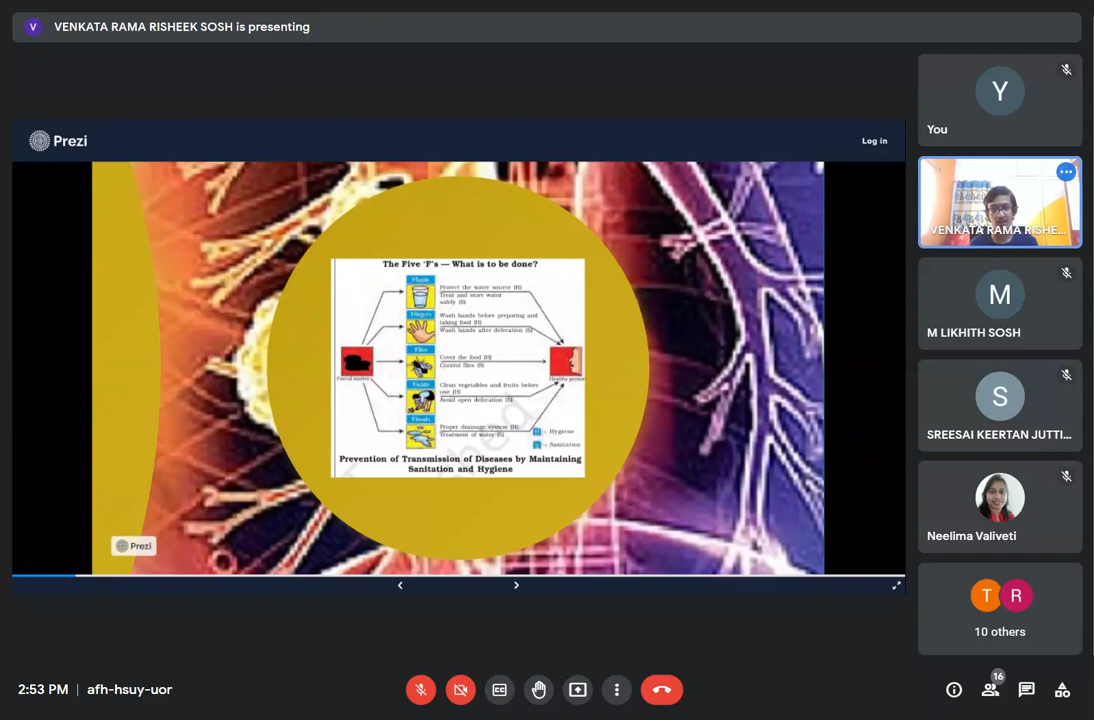 V VENKATA RAMA RISHEEK SOSH is presenting
Prezi
Log in
The Five 'F's — What is to be done?
Fluids
Protect the water source (H)
Treat and store water
safely (S)
Fingers
Wash hands before preparing and
taking food (H)
Wash hands after defecation (S)
Flies
Cover the food (H)
Control flies (S)
Faecal matter
Healthy person
Fields
Clean vegetables and fruits before
use (H)
Avoid open defecation (S)
Floods
Proper drainage system (H)
Treatment of water (S)
H - Hygiene
S - Sanitation
Prevention of Transmission of Diseases by Maintaining
Sanitation and Hygiene
Prezi
Y
You
VENKATA RAMA RISHE...
M
M LIKHITH SOSH
S
SREESAI KEERTAN JUTTI...
Neelima Valiveti
T R
10 others
2:53 PM | afh-hsuy-uor
CC
16